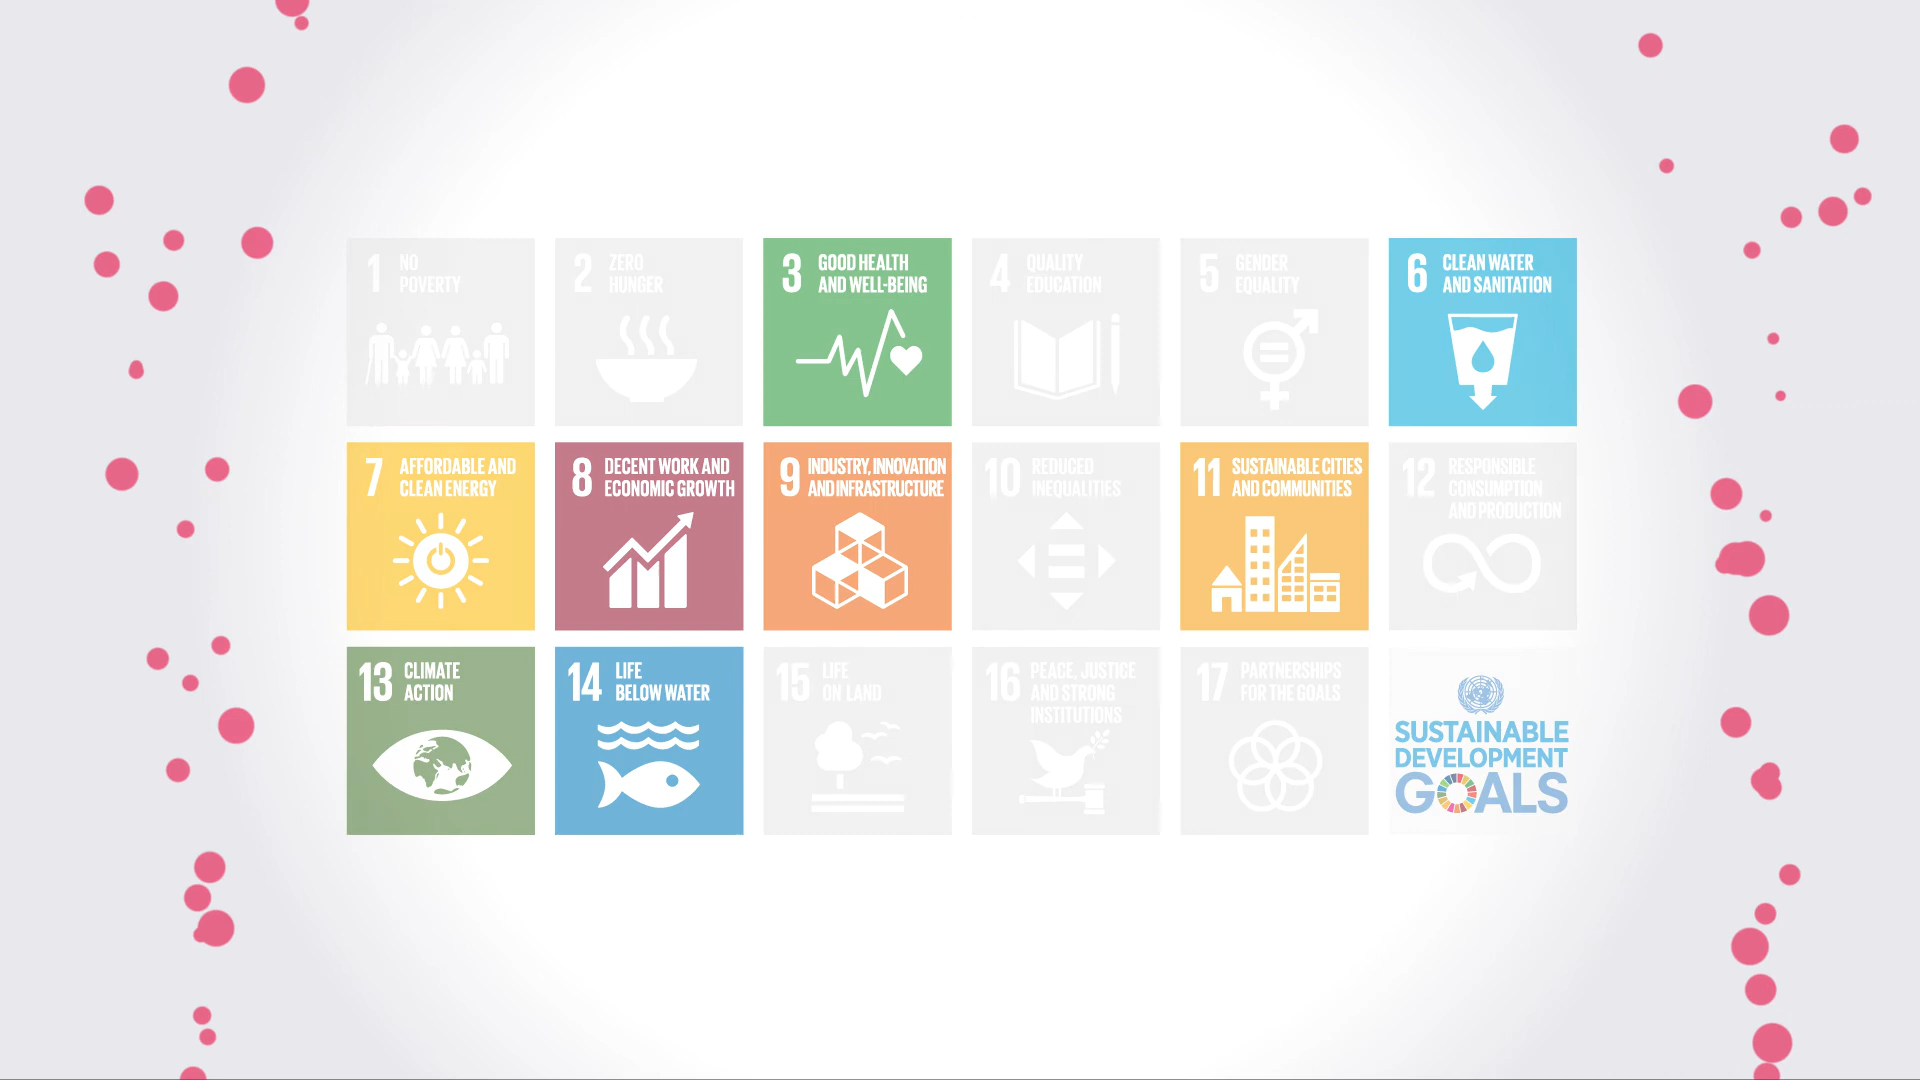 1 NO
POVERTY
2 ZERO
HUNGER
3 GOOD HEALTH
AND WELL-BEING
4 QUALITY
EDUCATION
5 GENDER
EQUALITY
6 CLEAN WATER
AND SANITATION
7 AFFORDABLE AND
CLEAN ENERGY
8 DECENT WORK AND
ECONOMIC GROWTH
9 INDUSTRY, INNOVATION
AND INFRASTRUCTURE
10 REDUCED
INEQUALITIES
11 SUSTAINABLE CITIES
AND COMMUNITIES
12 RESPONSIBLE
CONSUMPTION
AND PRODUCTION
13 CLIMATE
ACTION
14 LIFE
BELOW WATER
15 LIFE
ON LAND
16 PEACE, JUSTICE
AND STRONG
INSTITUTIONS
17 PARTNERSHIPS
FOR THE GOALS
SUSTAINABLE
DEVELOPMENT
GOALS